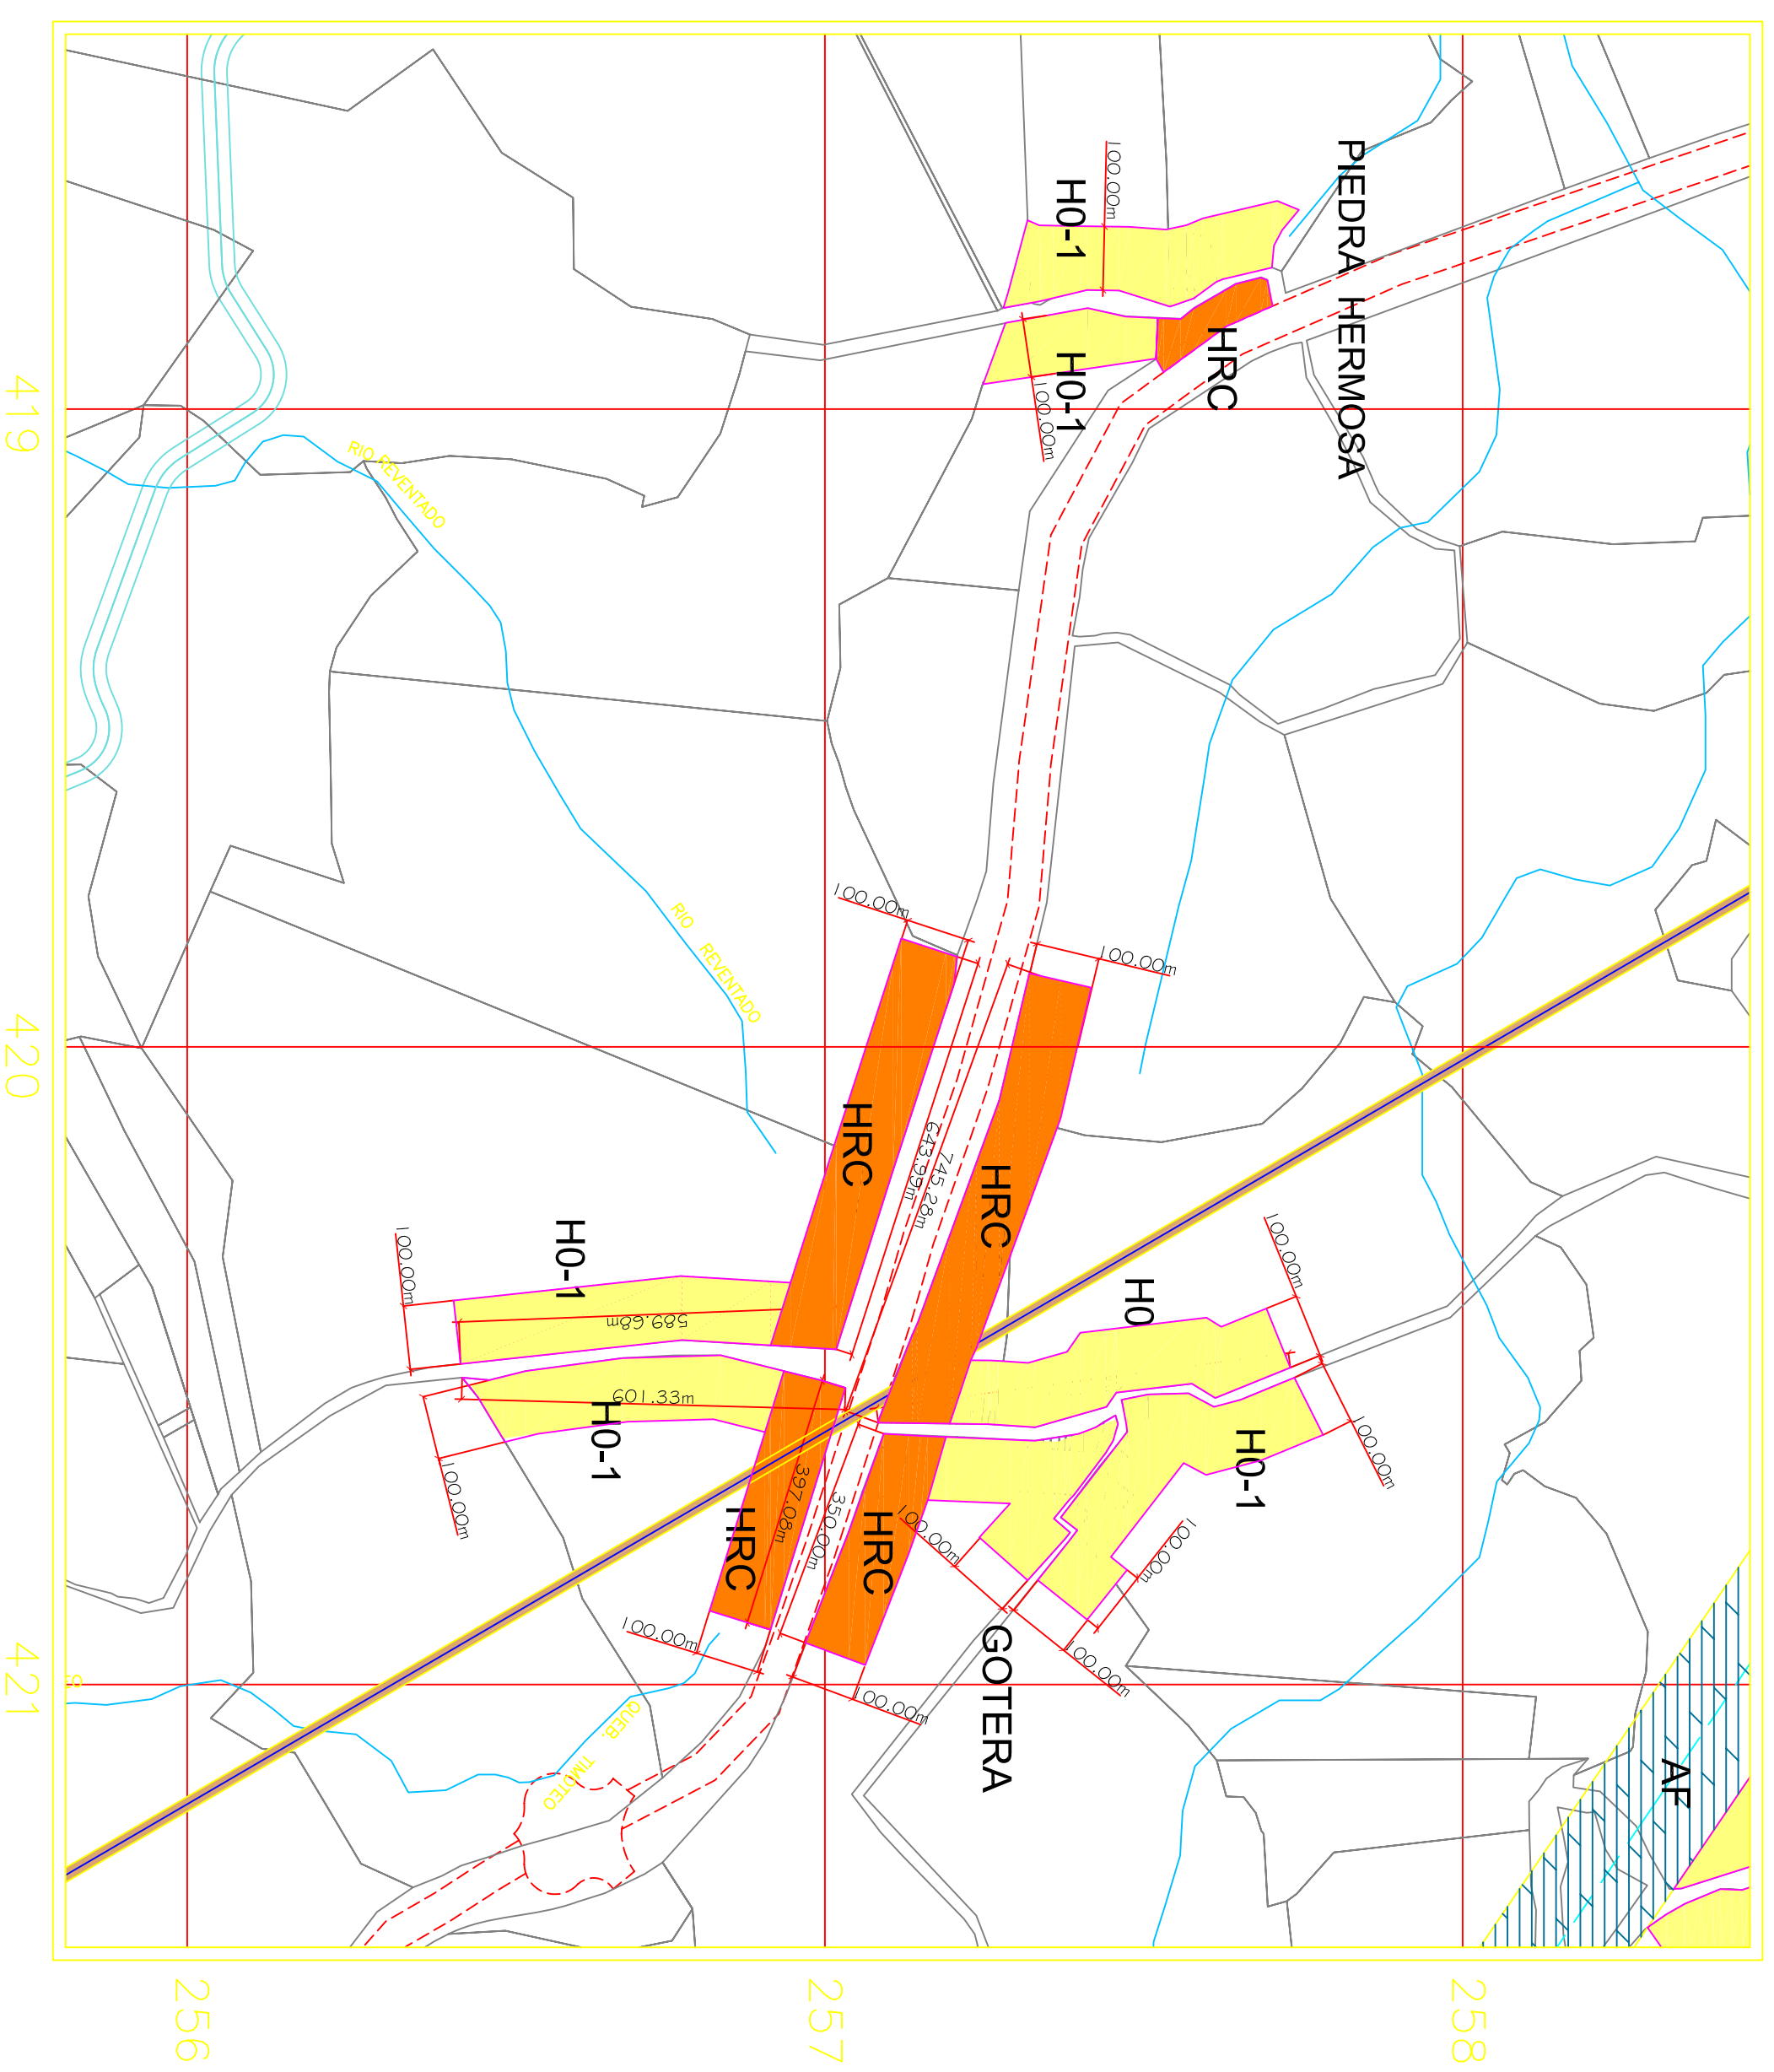 PIEDRA HERMOSA
100.00m
H0-1
HRC
H0-1
100.00m
419
RIO REVENTADO
RIO REVENTADO
100.00m
100.00m
420
HRC
HRC
643.99m
745.28m
H0-1
100.00m
589.68m
H0
100.00m
601.33m
H0-1
100.00m
H0-1
100.00m
397.08m
350.00m
HRC
HRC
100.00m
100.00m
100.00m
100.00m
100.00m
GOTERA
421
QUEB. TIMOTEO
AF
256
257
258